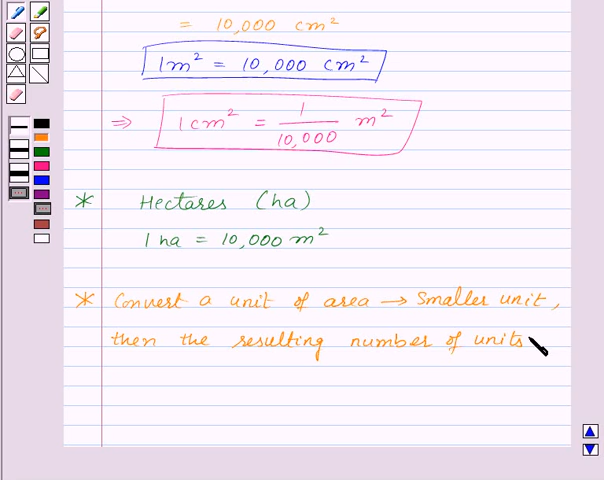 = 10,000 cm²
1m² = 10,000 cm²
⇒ 1cm² = 1/10,000 m²
* Hectares (ha)
1 ha = 10,000 m²
* Convert a unit of area → Smaller unit,
then the resulting number of units